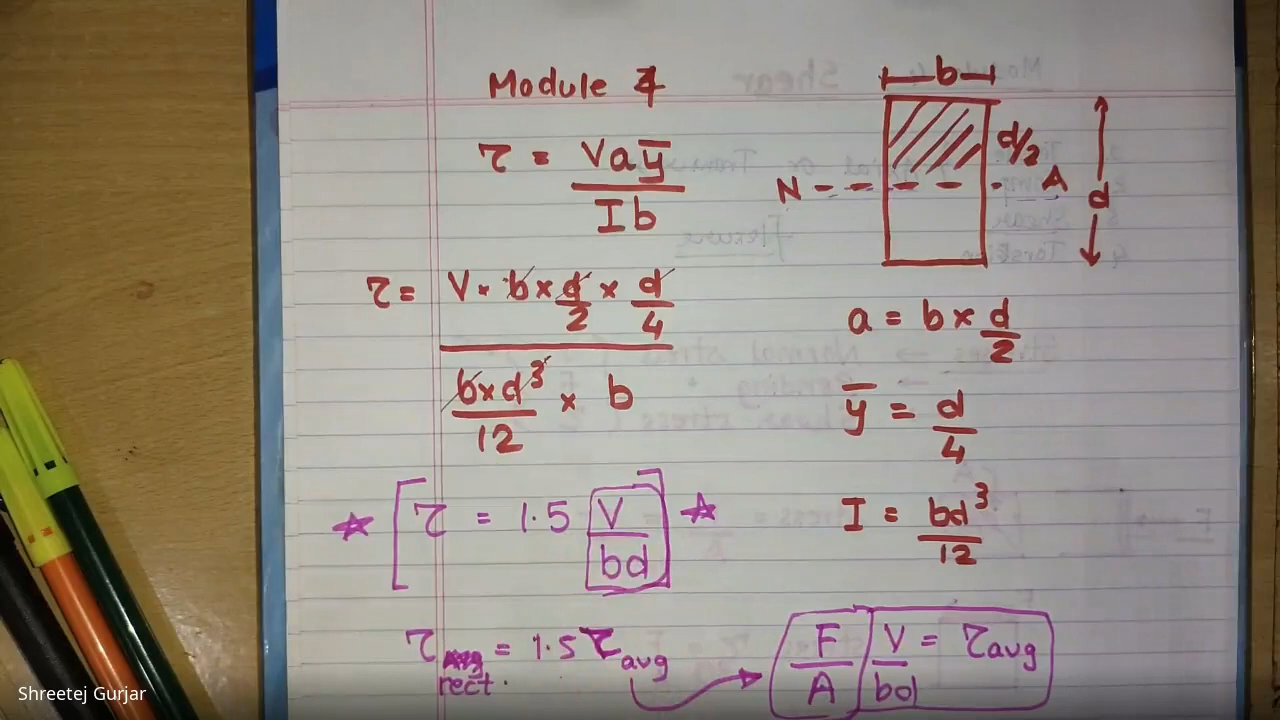 Module 4
τ = Vaȳ
Ib
τ = V × b × d/2 × d/4
b×d³/12 × b
[τ = 1.5 V/bd]
τ rect. = 1.5 τavg
b
d/2
N A
d
a = b × d/2
ȳ = d/4
I = bd³/12
F/A V/bd = τavg
Shreetej Gurjar